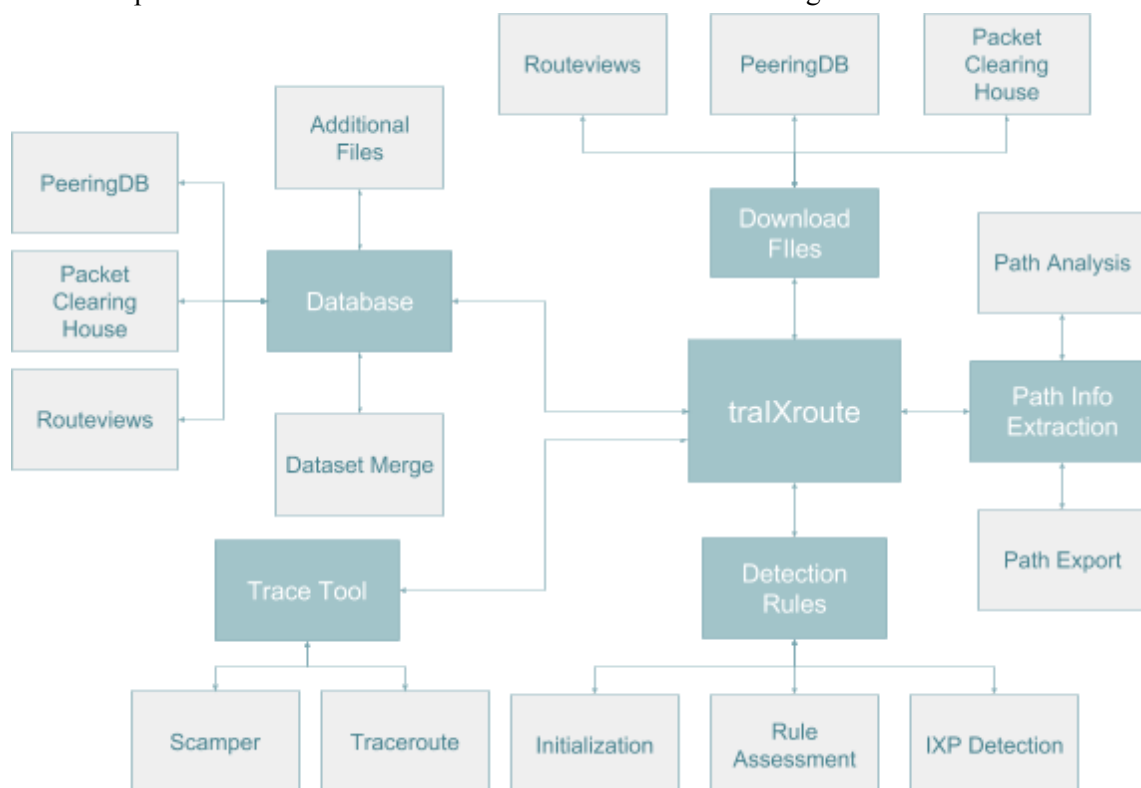 Routeviews
PeeringDB
Packet
Clearing
House
Additional
Files
PeeringDB
Download
FIles
Path Analysis
Packet
Clearing
House
Database
traIXroute
Path Info
Extraction
Routeviews
Dataset Merge
Trace Tool
Detection
Rules
Path Export
Scamper
Traceroute
Initialization
Rule
Assessment
IXP Detection